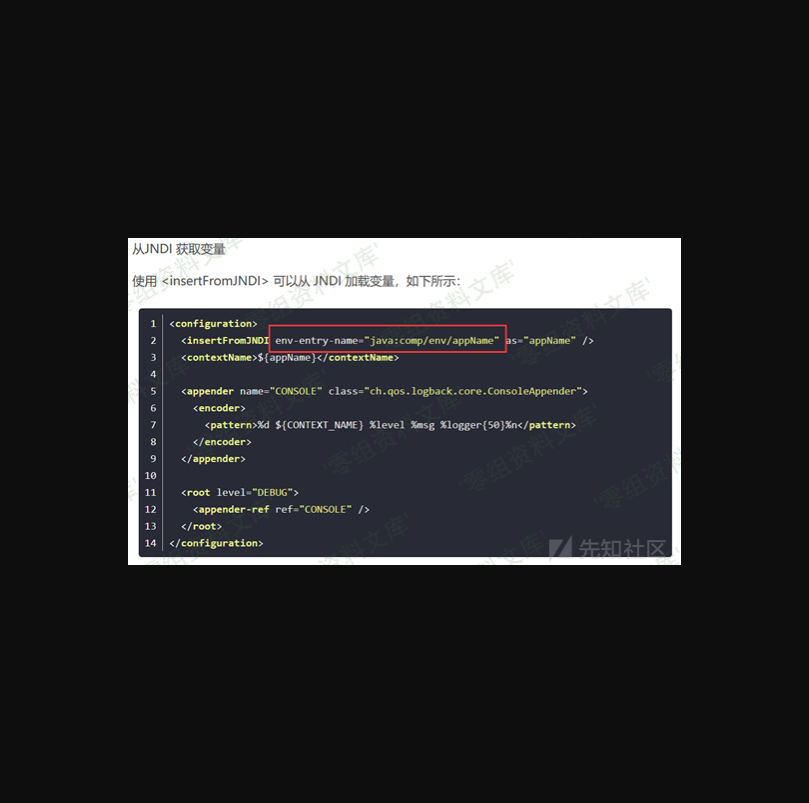 从JNDI 获取变量
使用 <insertFromJNDI> 可以从 JNDI 加载变量，如下所示：
1 <configuration>
2 <insertFromJNDI env-entry-name="java:comp/env/appName" as="appName" />
3 <contextName>${appName}</contextName>
4
5 <appender name="CONSOLE" class="ch.qos.logback.core.ConsoleAppender">
6 <encoder>
7 <pattern>%d ${CONTEXT_NAME} %level %msg %logger{50}%n</pattern>
8 </encoder>
9 </appender>
10
11 <root level="DEBUG">
12 <appender-ref ref="CONSOLE" />
13 </root>
14 </configuration>
先知社区
零组资料文库